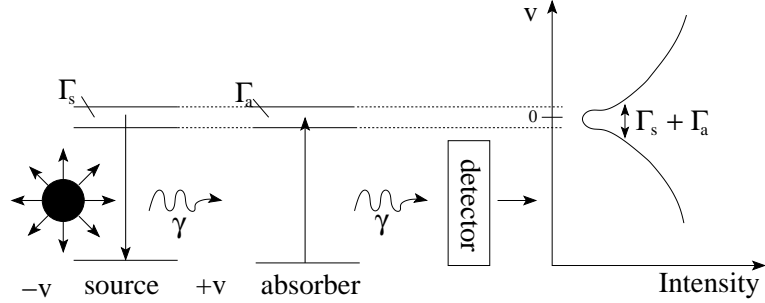 v
Γs
Γa
0
Γs + Γa
detector
γ
γ
−v source +v absorber
Intensity